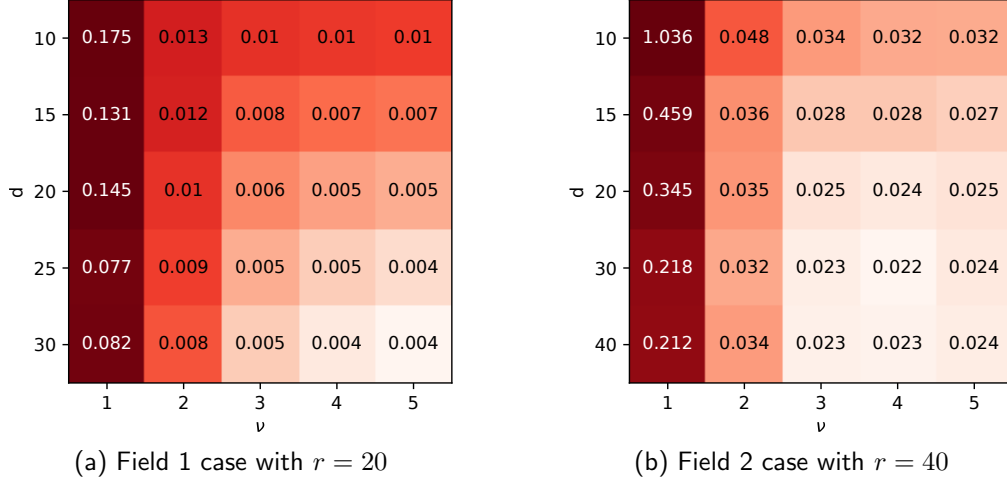 10 0.175 0.013 0.01 0.01 0.01
15 0.131 0.012 0.008 0.007 0.007
d 20 0.145 0.01 0.006 0.005 0.005
25 0.077 0.009 0.005 0.005 0.004
30 0.082 0.008 0.005 0.004 0.004
1 2 3 4 5
ν
(a) Field 1 case with r = 20
10 1.036 0.048 0.034 0.032 0.032
15 0.459 0.036 0.028 0.028 0.027
d 20 0.345 0.035 0.025 0.024 0.025
30 0.218 0.032 0.023 0.022 0.024
40 0.212 0.034 0.023 0.023 0.024
1 2 3 4 5
ν
(b) Field 2 case with r = 40